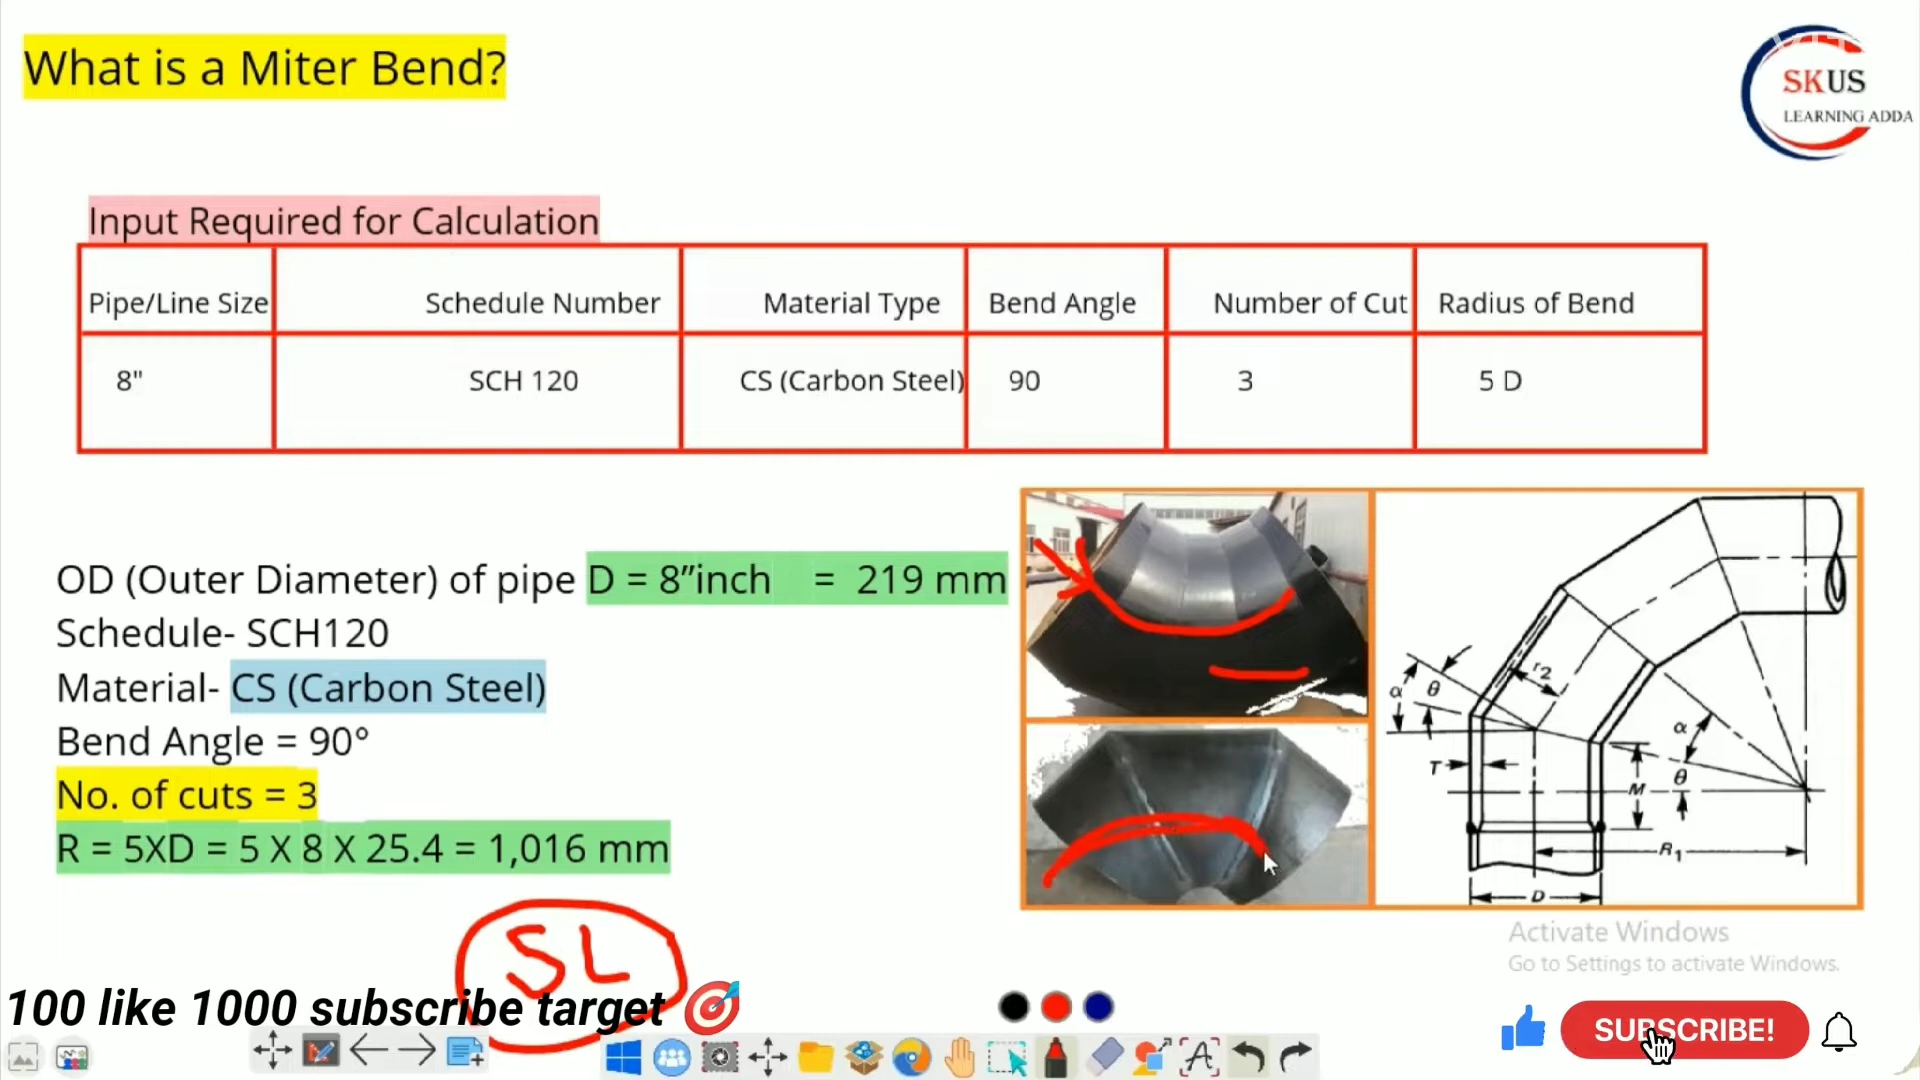 What is a Miter Bend?
SKUS
LEARNING ADDA
Input Required for Calculation
Pipe/Line Size Schedule Number Material Type Bend Angle Number of Cut Radius of Bend
8" SCH 120 CS (Carbon Steel) 90 3 5 D
OD (Outer Diameter) of pipe D = 8”inch = 219 mm
Schedule- SCH120
Material- CS (Carbon Steel)
Bend Angle = 90°
No. of cuts = 3
R = 5XD = 5 X 8 X 25.4 = 1,016 mm
r2
α θ
α
T
θ
M
R1
D
SL
Activate Windows
Go to Settings to activate Windows.
100 like 1000 subscribe target
SUBSCRIBE!
A